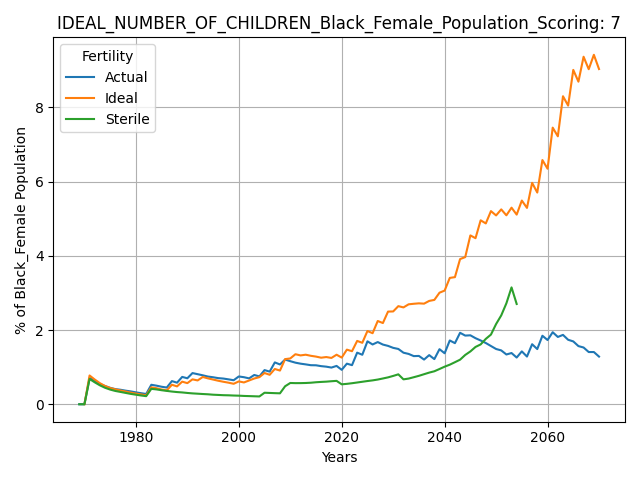 IDEAL_NUMBER_OF_CHILDREN_Black_Female_Population_Scoring: 7
Fertility
Actual
Ideal
Sterile
% of Black_Female Population
8
6
4
2
0
1980 2000 2020 2040 2060
Years